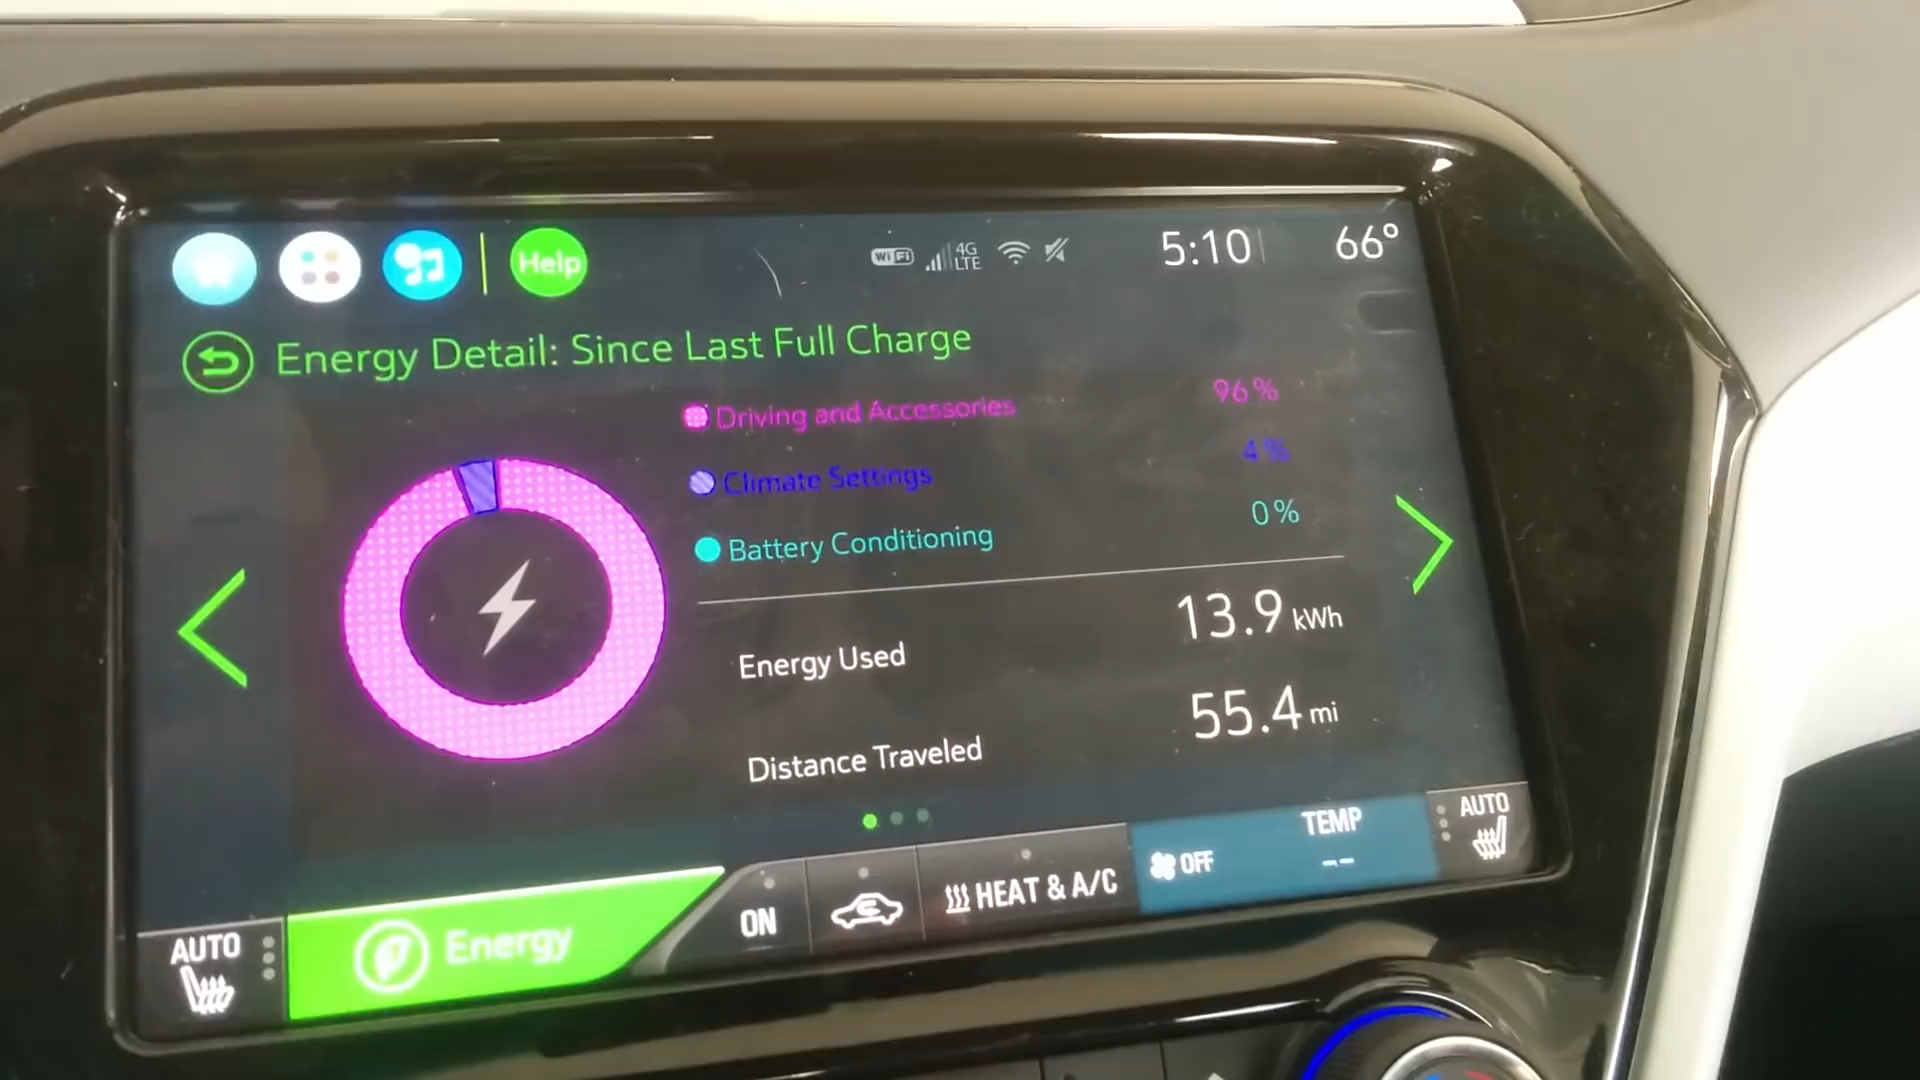 Help
WiFi
4G
LTE
5:10
66°
Energy Detail: Since Last Full Charge
Driving and Accessories 96%
Climate Settings 4%
Battery Conditioning 0%
Energy Used 13.9 kWh
Distance Traveled 55.4 mi
AUTO
Energy
ON
HEAT & A/C
OFF
TEMP
--
AUTO